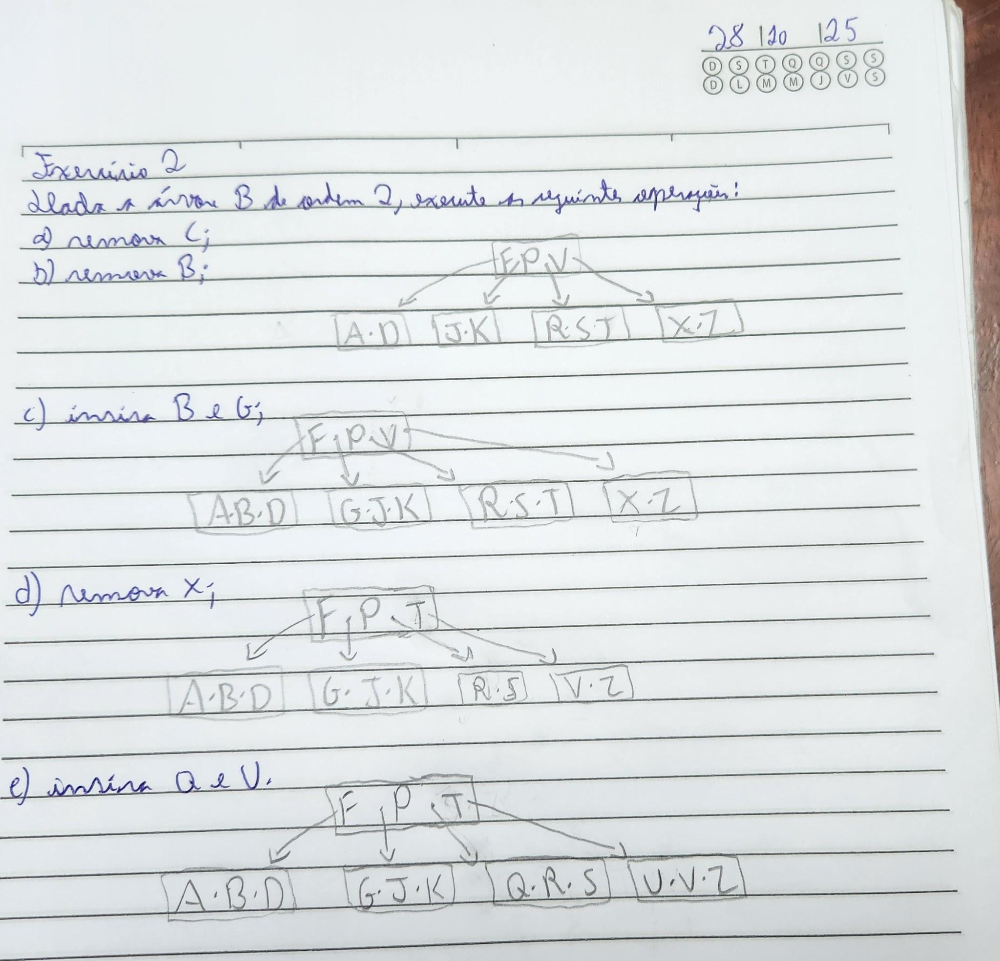 28 /10 /25
D S T Q Q S S
D L M M J V S
Exercício 2
Dada a árvore B de ordem 2, execute as seguintes operações:
a) remova C;
b) remova B;
F.P.V
A.D J.K R.S.T X.Z
c) insira B e G;
F.P.V
A.B.D G.J.K R.S.T X.Z
d) remova X;
F.P.T
A.B.D G.J.K R.S V.Z
e) insira Q e U.
F.P.T
A.B.D G.J.K Q.R.S U.V.Z